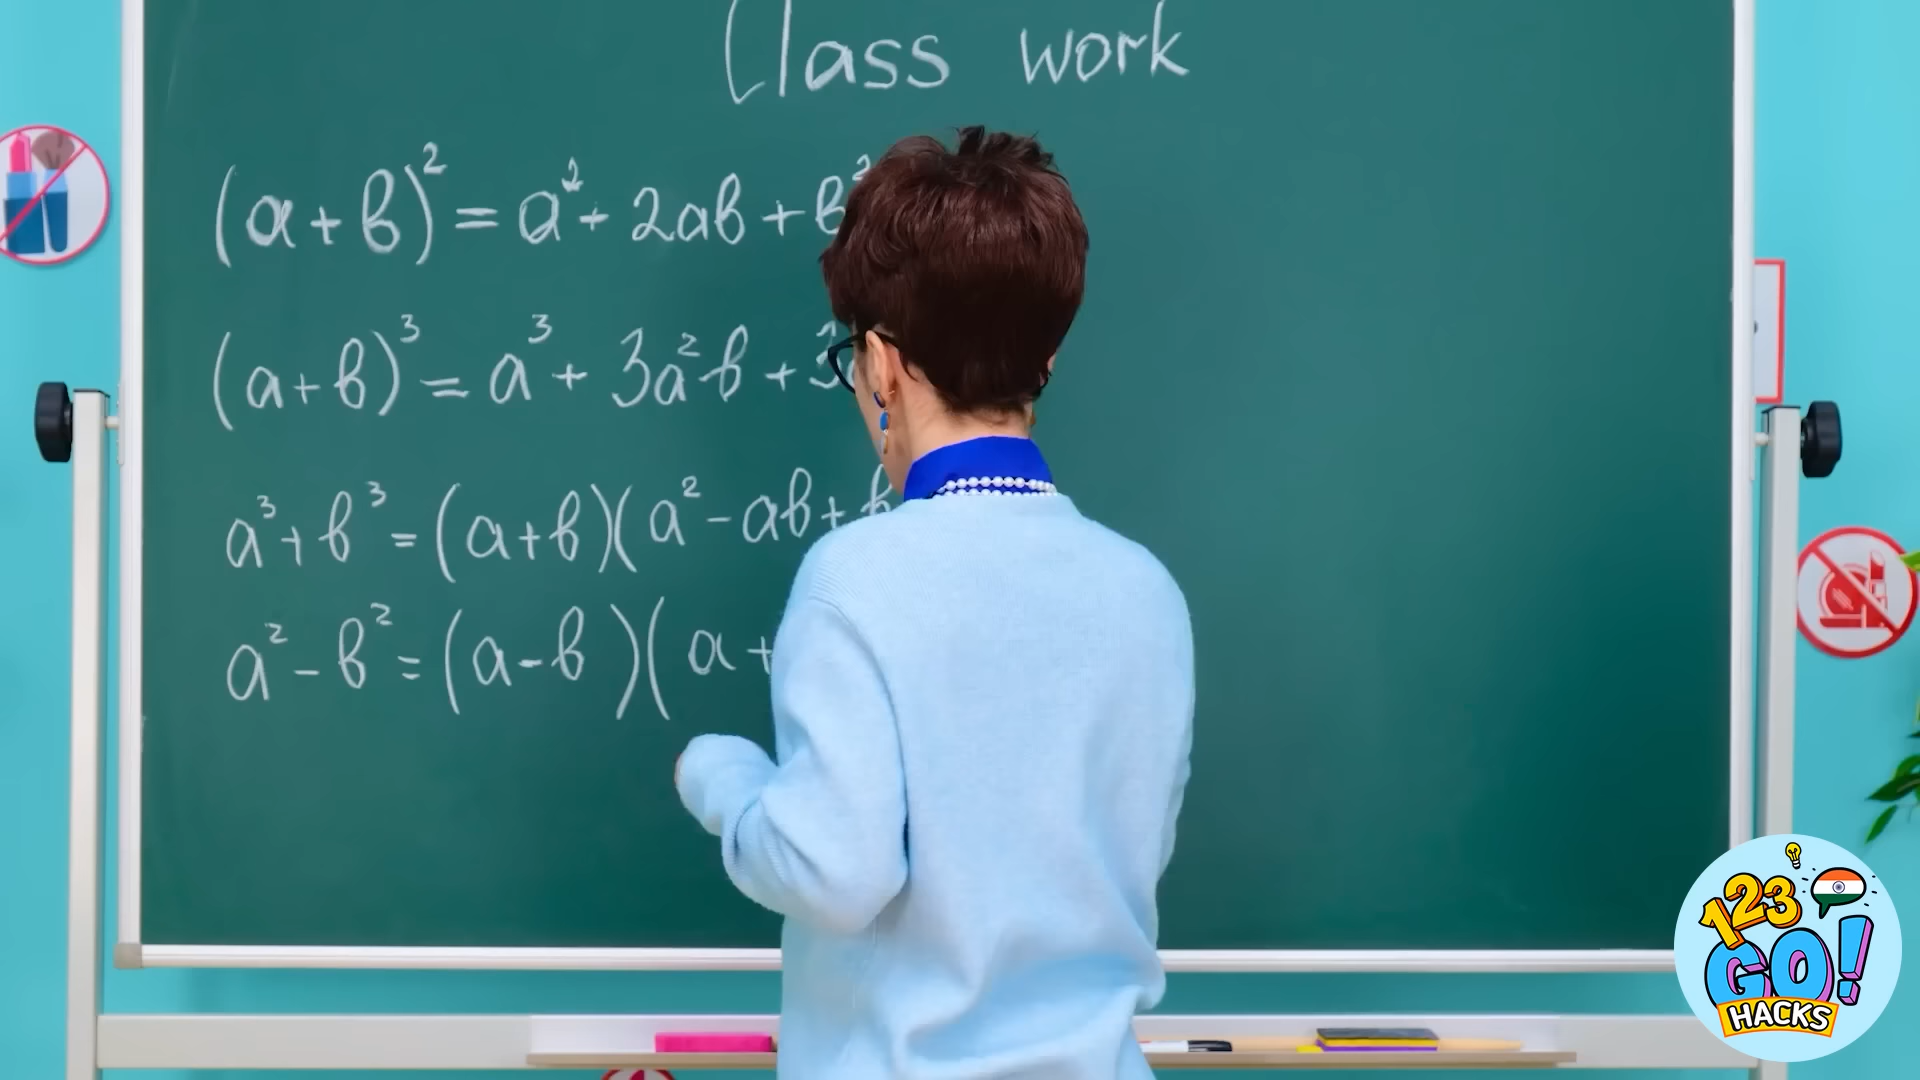 Class work
(a+b)² = a² + 2ab + b²
(a+b)³ = a³ + 3a²b + 3
a³+b³ = (a+b)(a² - ab + b
a² - b² = (a-b)(a+
123
GO!
HACKS